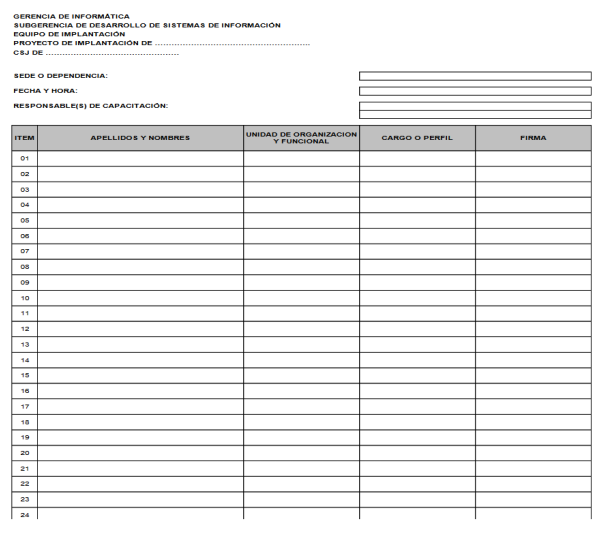 GERENCIA DE INFORMÁTICA
SUBGERENCIA DE DESARROLLO DE SISTEMAS DE INFORMACIÓN
EQUIPO DE IMPLANTACIÓN
PROYECTO DE IMPLANTACIÓN DE ........................................................
CSJ DE ................................................
SEDE O DEPENDENCIA:
FECHA Y HORA:
RESPONSABLE(S) DE CAPACITACIÓN:
ITEM APELLIDOS Y NOMBRES UNIDAD DE ORGANIZACION Y FUNCIONAL CARGO O PERFIL FIRMA
01
02
03
04
05
06
07
08
09
10
11
12
13
14
15
16
17
18
19
20
21
22
23
24